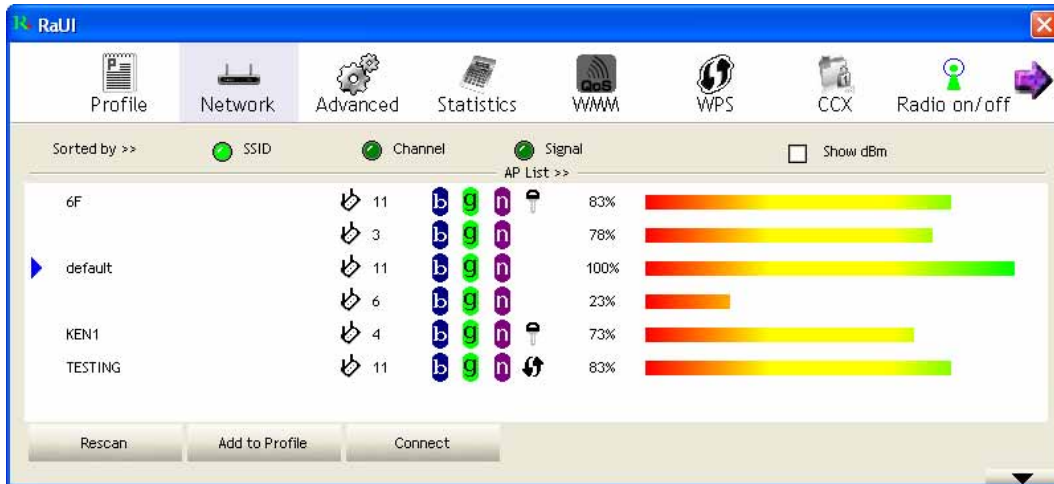 RaUI
Profile Network Advanced Statistics QoS WMM WPS CCX Radio on/off
Sorted by >> SSID Channel Signal Show dBm
AP List >>
6F 11 b g n 83%
3 b g n 78%
default 11 b g n 100%
6 b g n 23%
KEN1 4 b g n 73%
TESTING 11 b g n 83%
Rescan Add to Profile Connect